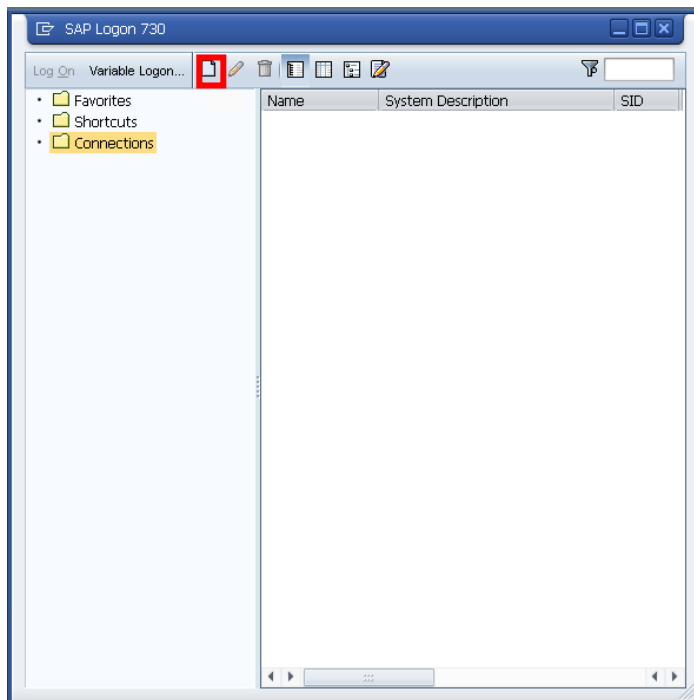 SAP Logon 730
Log On Variable Logon...
Favorites
Shortcuts
Connections
Name System Description SID